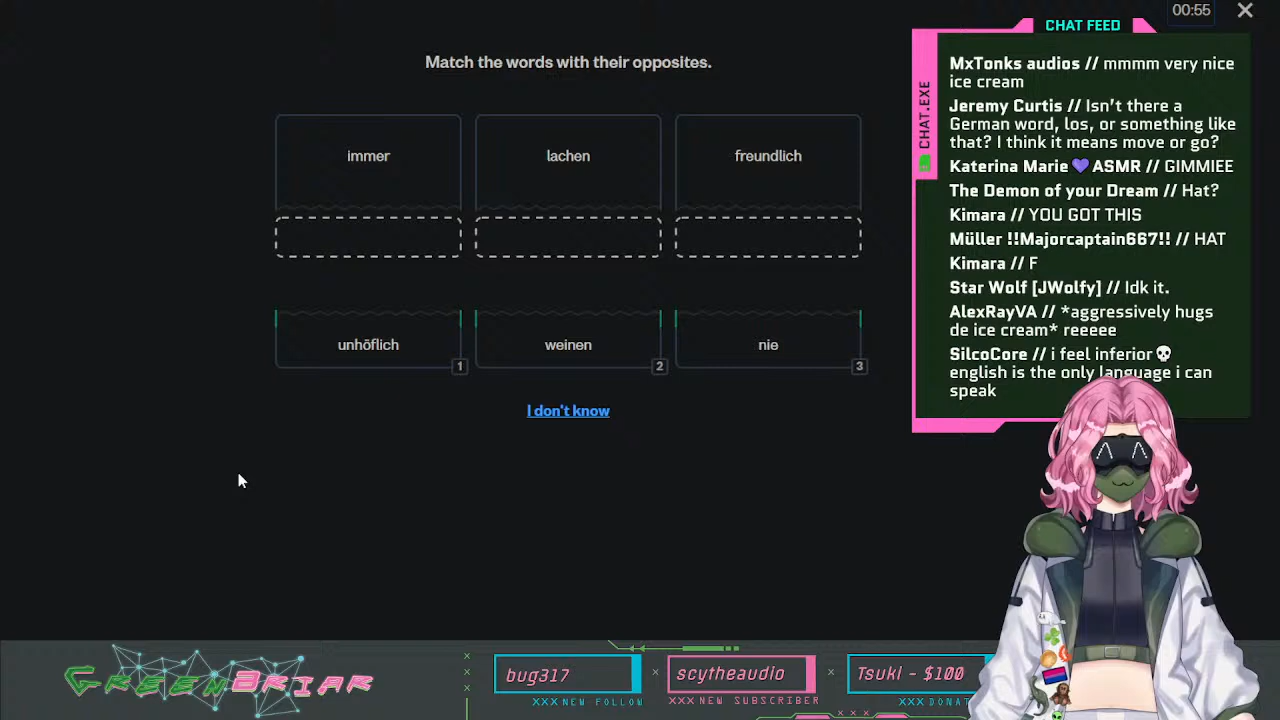 00:55
Match the words with their opposites.
immer
lachen
freundlich
unhöflich
1
weinen
2
nie
3
I don't know
CHAT FEED
CHAT.EXE
MxTonks audios // mmmm very nice
ice cream
Jeremy Curtis // Isn't there a
German word, los, or something like
that? I think it means move or go?
Katerina Marie💜ASMR // GIMMIEE
The Demon of your Dream // Hat?
Kimara // YOU GOT THIS
Müller !!Majorcaptain667!! // HAT
Kimara // F
Star Wolf [JWolfy] // Idk it.
AlexRayVA // *aggressively hugs
de ice cream* reeeee
SilcoCore // i feel inferior💀
english is the only language i can
speak
GreenBriar
bug317
XXX NEW FOLLOW
scytheaudio
XXX NEW SUBSCRIBER
Tsuki - $100
XXX DONAT